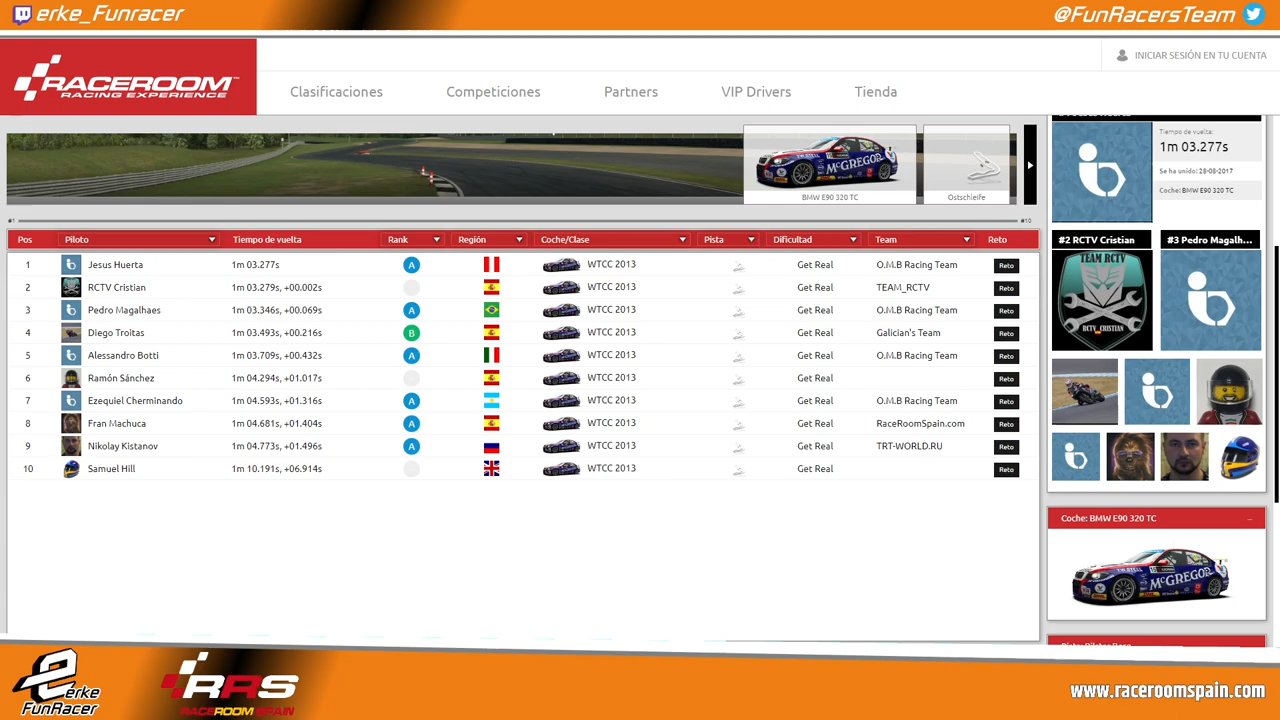 erke_Funracer
@FunRacersTeam
RACEROOM™
RACING EXPERIENCE
INICIAR SESIÓN EN TU CUENTA
Clasificaciones Competiciones Partners VIP Drivers Tienda
McGREGOR
BMW E90 320 TC
Ostschleife
#1 #10
Pos Piloto Tiempo de vuelta Rank Región Coche/Clase Pista Dificultad Team Reto
1 Jesus Huerta 1m 03.277s A WTCC 2013 Get Real O.M.B Racing Team Reto
2 RCTV Cristian 1m 03.279s, +00.002s WTCC 2013 Get Real TEAM_RCTV Reto
3 Pedro Magalhaes 1m 03.346s, +00.069s A WTCC 2013 Get Real O.M.B Racing Team Reto
4 Diego Troitas 1m 03.493s, +00.216s B WTCC 2013 Get Real Galician's Team Reto
5 Alessandro Botti 1m 03.709s, +00.432s A WTCC 2013 Get Real O.M.B Racing Team Reto
6 Ramón Sánchez 1m 04.294s, +01.017s WTCC 2013 Get Real Reto
7 Ezequiel Cherminando 1m 04.593s, +01.316s A WTCC 2013 Get Real O.M.B Racing Team Reto
8 Fran Machuca 1m 04.681s, +01.404s A WTCC 2013 Get Real RaceRoomSpain.com Reto
9 Nikolay Kistanov 1m 04.773s, +01.496s A WTCC 2013 Get Real TRT-WORLD.RU Reto
10 Samuel Hill 1m 10.191s, +06.914s WTCC 2013 Get Real Reto
Tiempo de vuelta:
1m 03.277s
Se ha unido: 28-08-2017
Coche: BMW E90 320 TC
#2 RCTV Cristian
#3 Pedro Magalh...
TEAM RCTV
RCTV_CRISTIAN
Coche: BMW E90 320 TC
McGREGOR
erke
FunRacer
RRS
RACEROOM SPAIN
www.raceroomspain.com